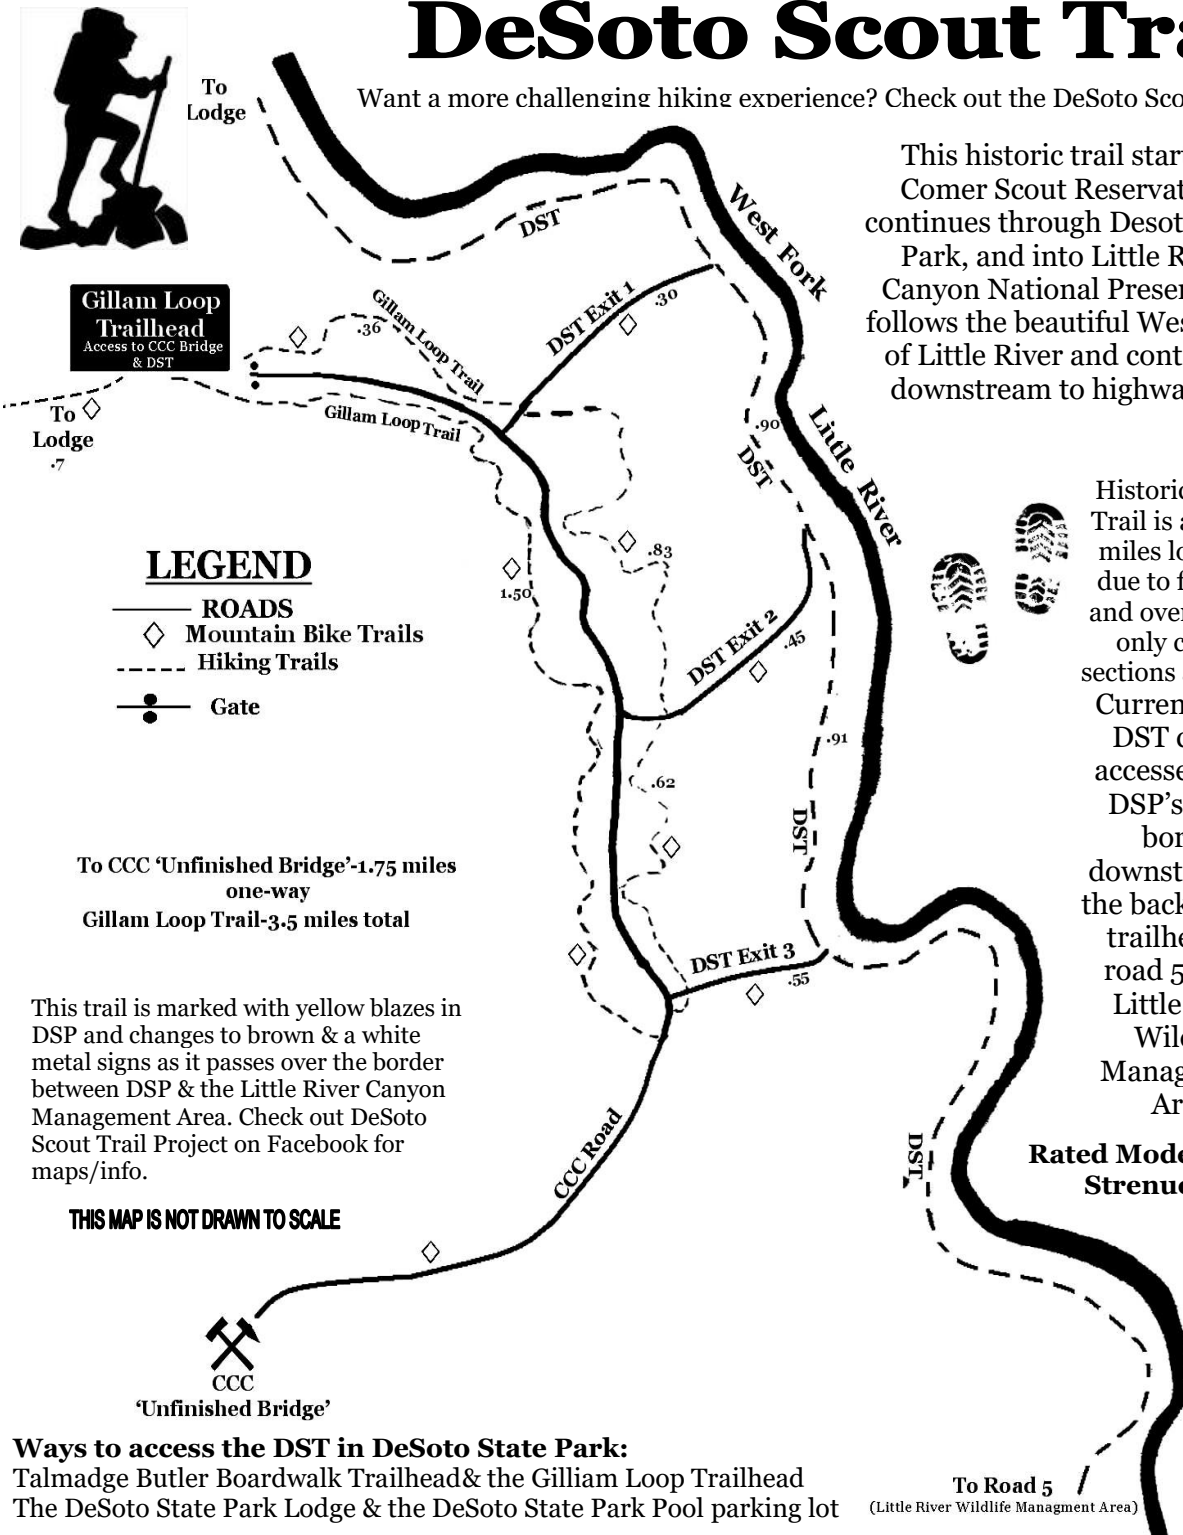 DeSoto Scout Tra
To
Lodge
Want a more challenging hiking experience? Check out the DeSoto Sco
This historic trail star
Comer Scout Reservat
continues through Desot
Park, and into Little R
Canyon National Preser
follows the beautiful Wes
of Little River and cont
downstream to highwa
DST
West Fork
Gillam Loop
Trailhead
Access to CCC Bridge
& DST
Gillam Loop Trail
.36
DST Exit 1
.30
To
Lodge
.7
Gillam Loop Trail
.90
DST
Little River
Historic
Trail is a
miles lo
due to f
and over
only c
sections
Curren
DST c
accesse
DSP's
bor
downst
the back
trailhe
road 5
Little
Wil
Manag
Ar
Rated Mode
Strenu
LEGEND
ROADS
Mountain Bike Trails
Hiking Trails
Gate
1.50
.83
DST Exit 2
.45
.91
.62
DST
To CCC ‘Unfinished Bridge’-1.75 miles
one-way
Gillam Loop Trail-3.5 miles total
DST Exit 3
.55
This trail is marked with yellow blazes in
DSP and changes to brown & a white
metal signs as it passes over the border
between DSP & the Little River Canyon
Management Area. Check out DeSoto
Scout Trail Project on Facebook for
maps/info.
THIS MAP IS NOT DRAWN TO SCALE
CCC Road
DST
CCC
‘Unfinished Bridge’
Ways to access the DST in DeSoto State Park:
Talmadge Butler Boardwalk Trailhead& the Gilliam Loop Trailhead
The DeSoto State Park Lodge & the DeSoto State Park Pool parking lot
To Road 5
(Little River Wildlife Managment Area)